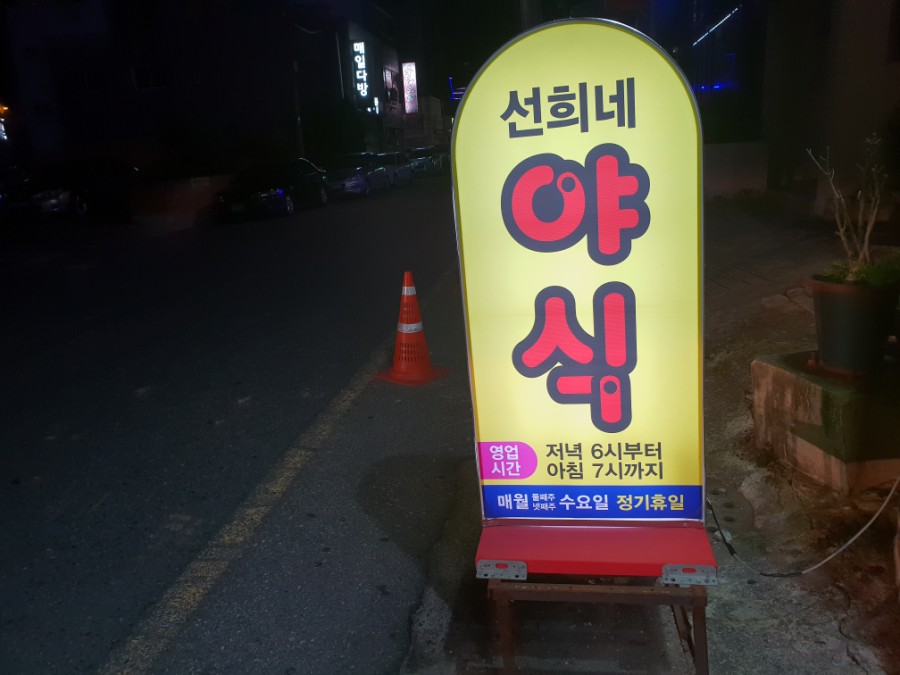 매일다방
선희네
야
식
영업
시간
저녁 6시부터
아침 7시까지
매월 둘째주
넷째주 수요일 정기휴일